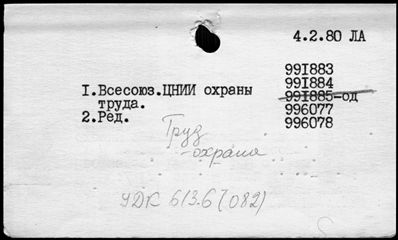 4.2.80 ЛА
991883
991884
991885-од
996077
996078
I.Всесоюз.ЦНИИ охраны
труда.
2.Ред.
Труд
-охрана
УДК 613.6(082)